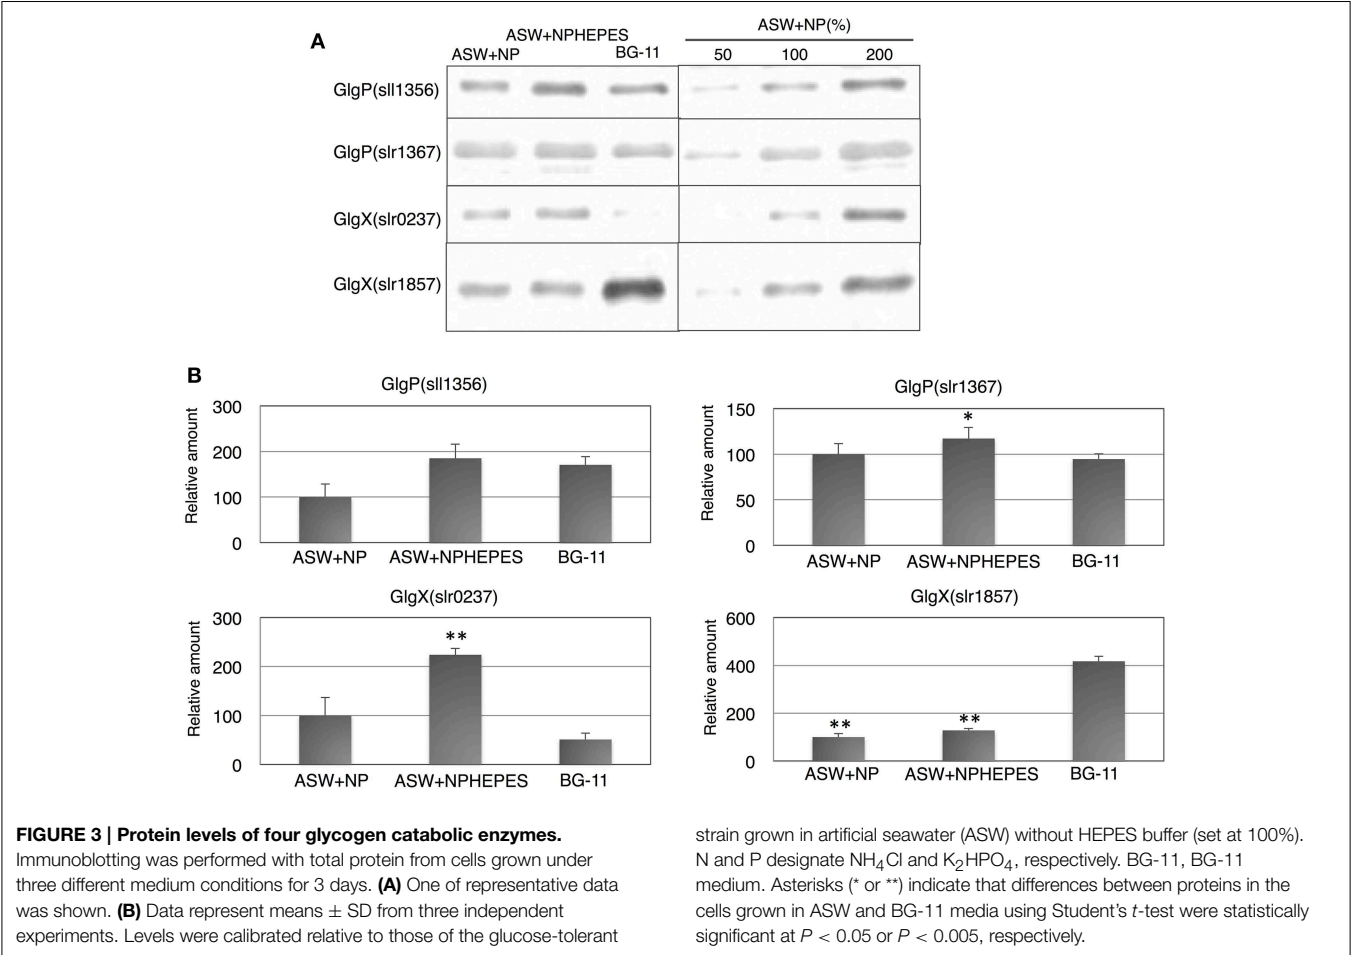 A
ASW+NPHEPES
ASW+NP BG-11
ASW+NP(%)
50 100 200
GlgP(sll1356)
GlgP(slr1367)
GlgX(slr0237)
GlgX(slr1857)
B
GlgP(sll1356)
Relative amount
300
200
100
0
ASW+NP ASW+NPHEPES BG-11
GlgP(slr1367)
Relative amount
150
100
50
0
*
ASW+NP ASW+NPHEPES BG-11
GlgX(slr0237)
Relative amount
300
200
100
0
**
ASW+NP ASW+NPHEPES BG-11
GlgX(slr1857)
Relative amount
600
400
200
0
** **
ASW+NP ASW+NPHEPES BG-11
FIGURE 3 | Protein levels of four glycogen catabolic enzymes.
Immunoblotting was performed with total protein from cells grown under
three different medium conditions for 3 days. (A) One of representative data
was shown. (B) Data represent means ± SD from three independent
experiments. Levels were calibrated relative to those of the glucose-tolerant
strain grown in artificial seawater (ASW) without HEPES buffer (set at 100%).
N and P designate NH4Cl and K2HPO4, respectively. BG-11, BG-11
medium. Asterisks (* or **) indicate that differences between proteins in the
cells grown in ASW and BG-11 media using Student's t-test were statistically
significant at P < 0.05 or P < 0.005, respectively.